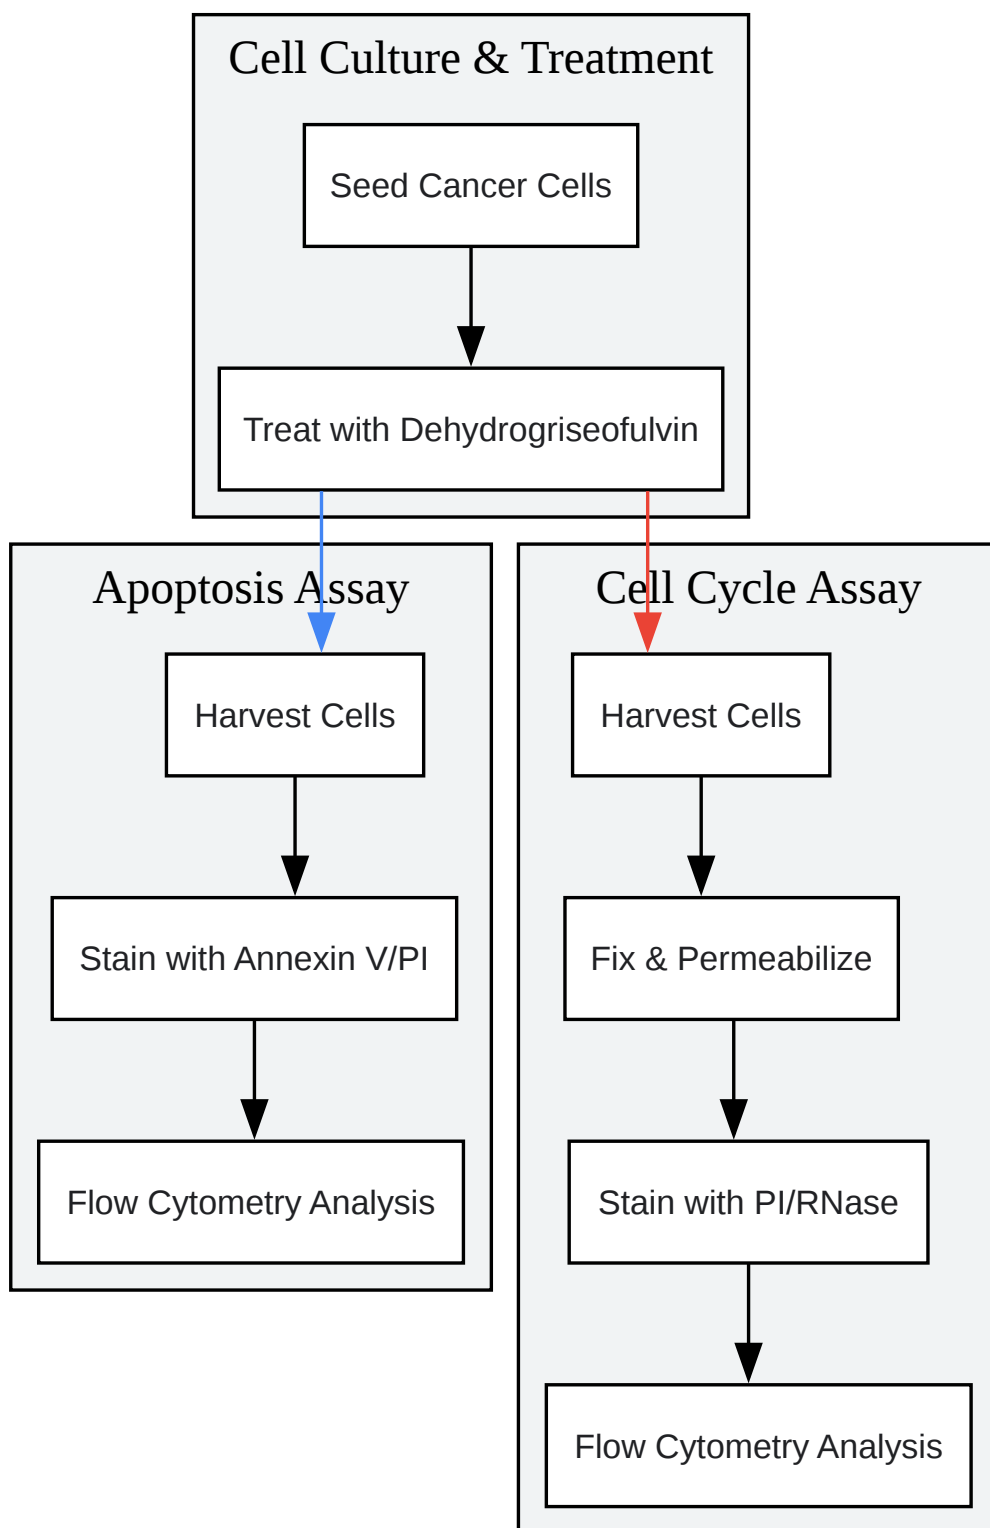 Cell Culture & Treatment
Seed Cancer Cells
Treat with Dehydrogriseofulvin
Apoptosis Assay
Harvest Cells
Stain with Annexin V/PI
Flow Cytometry Analysis
Cell Cycle Assay
Harvest Cells
Fix & Permeabilize
Stain with PI/RNase
Flow Cytometry Analysis